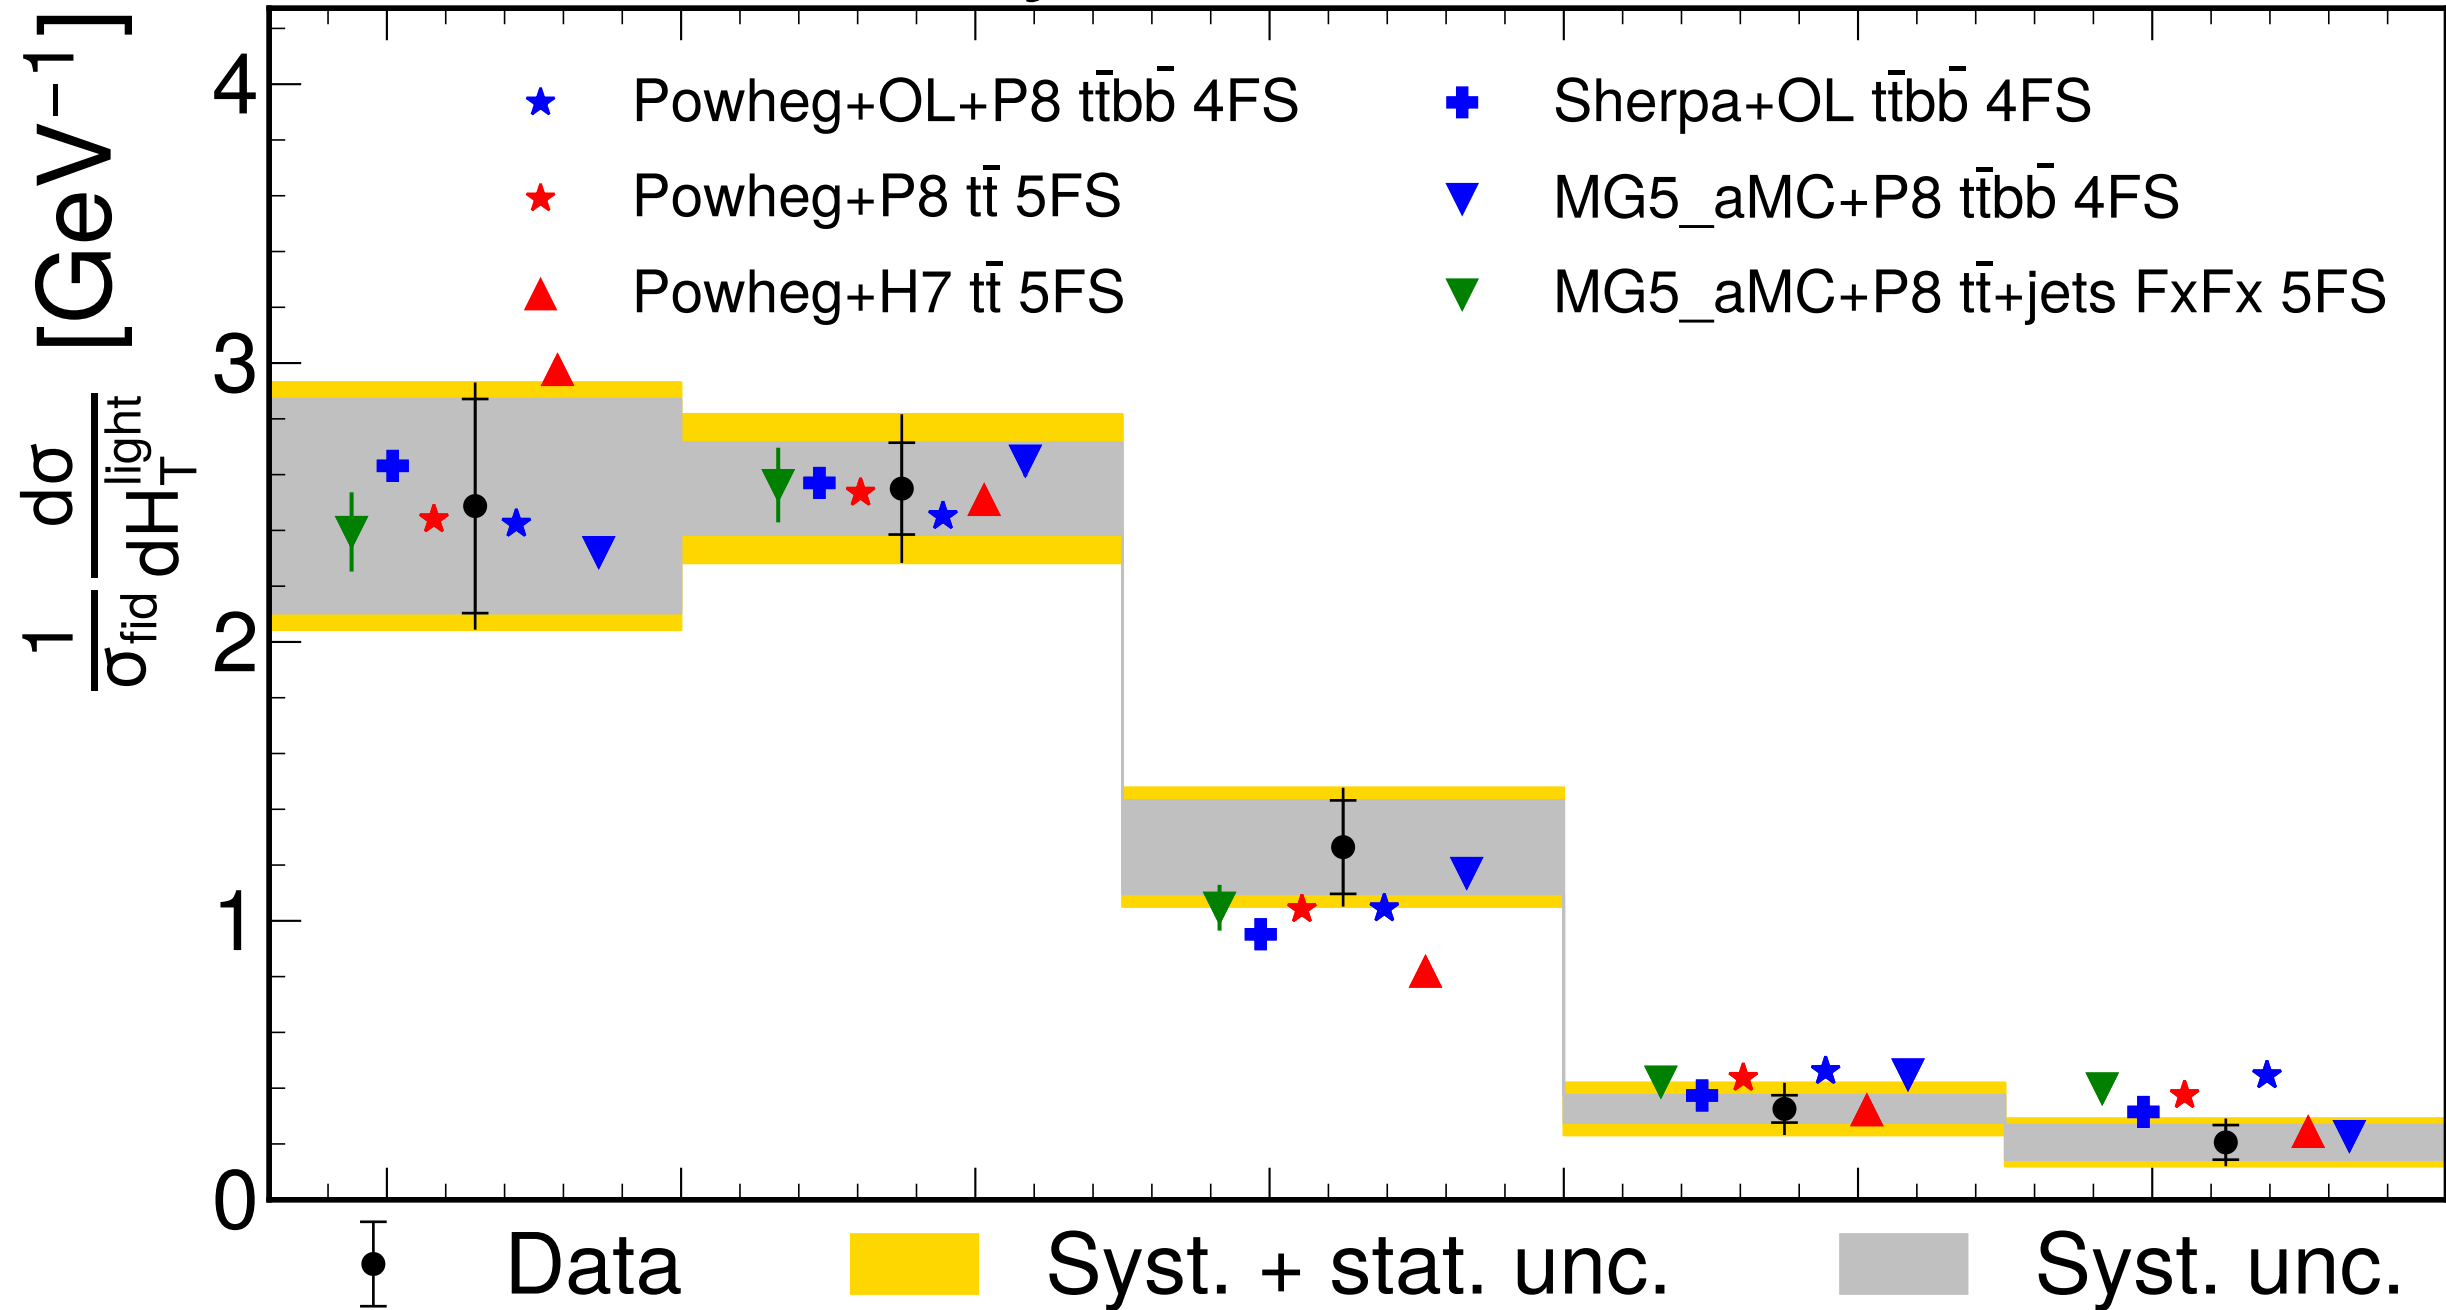 1/σfid dσ/dH_T^light [GeV⁻¹]
4
3
2
1
0
Powheg+OL+P8 tt̄bb̄ 4FS
Powheg+P8 tt̄ 5FS
Powheg+H7 tt̄ 5FS
Sherpa+OL tt̄bb̄ 4FS
MG5_aMC+P8 tt̄bb̄ 4FS
MG5_aMC+P8 tt̄+jets FxFx 5FS
Data
Syst. + stat. unc.
Syst. unc.